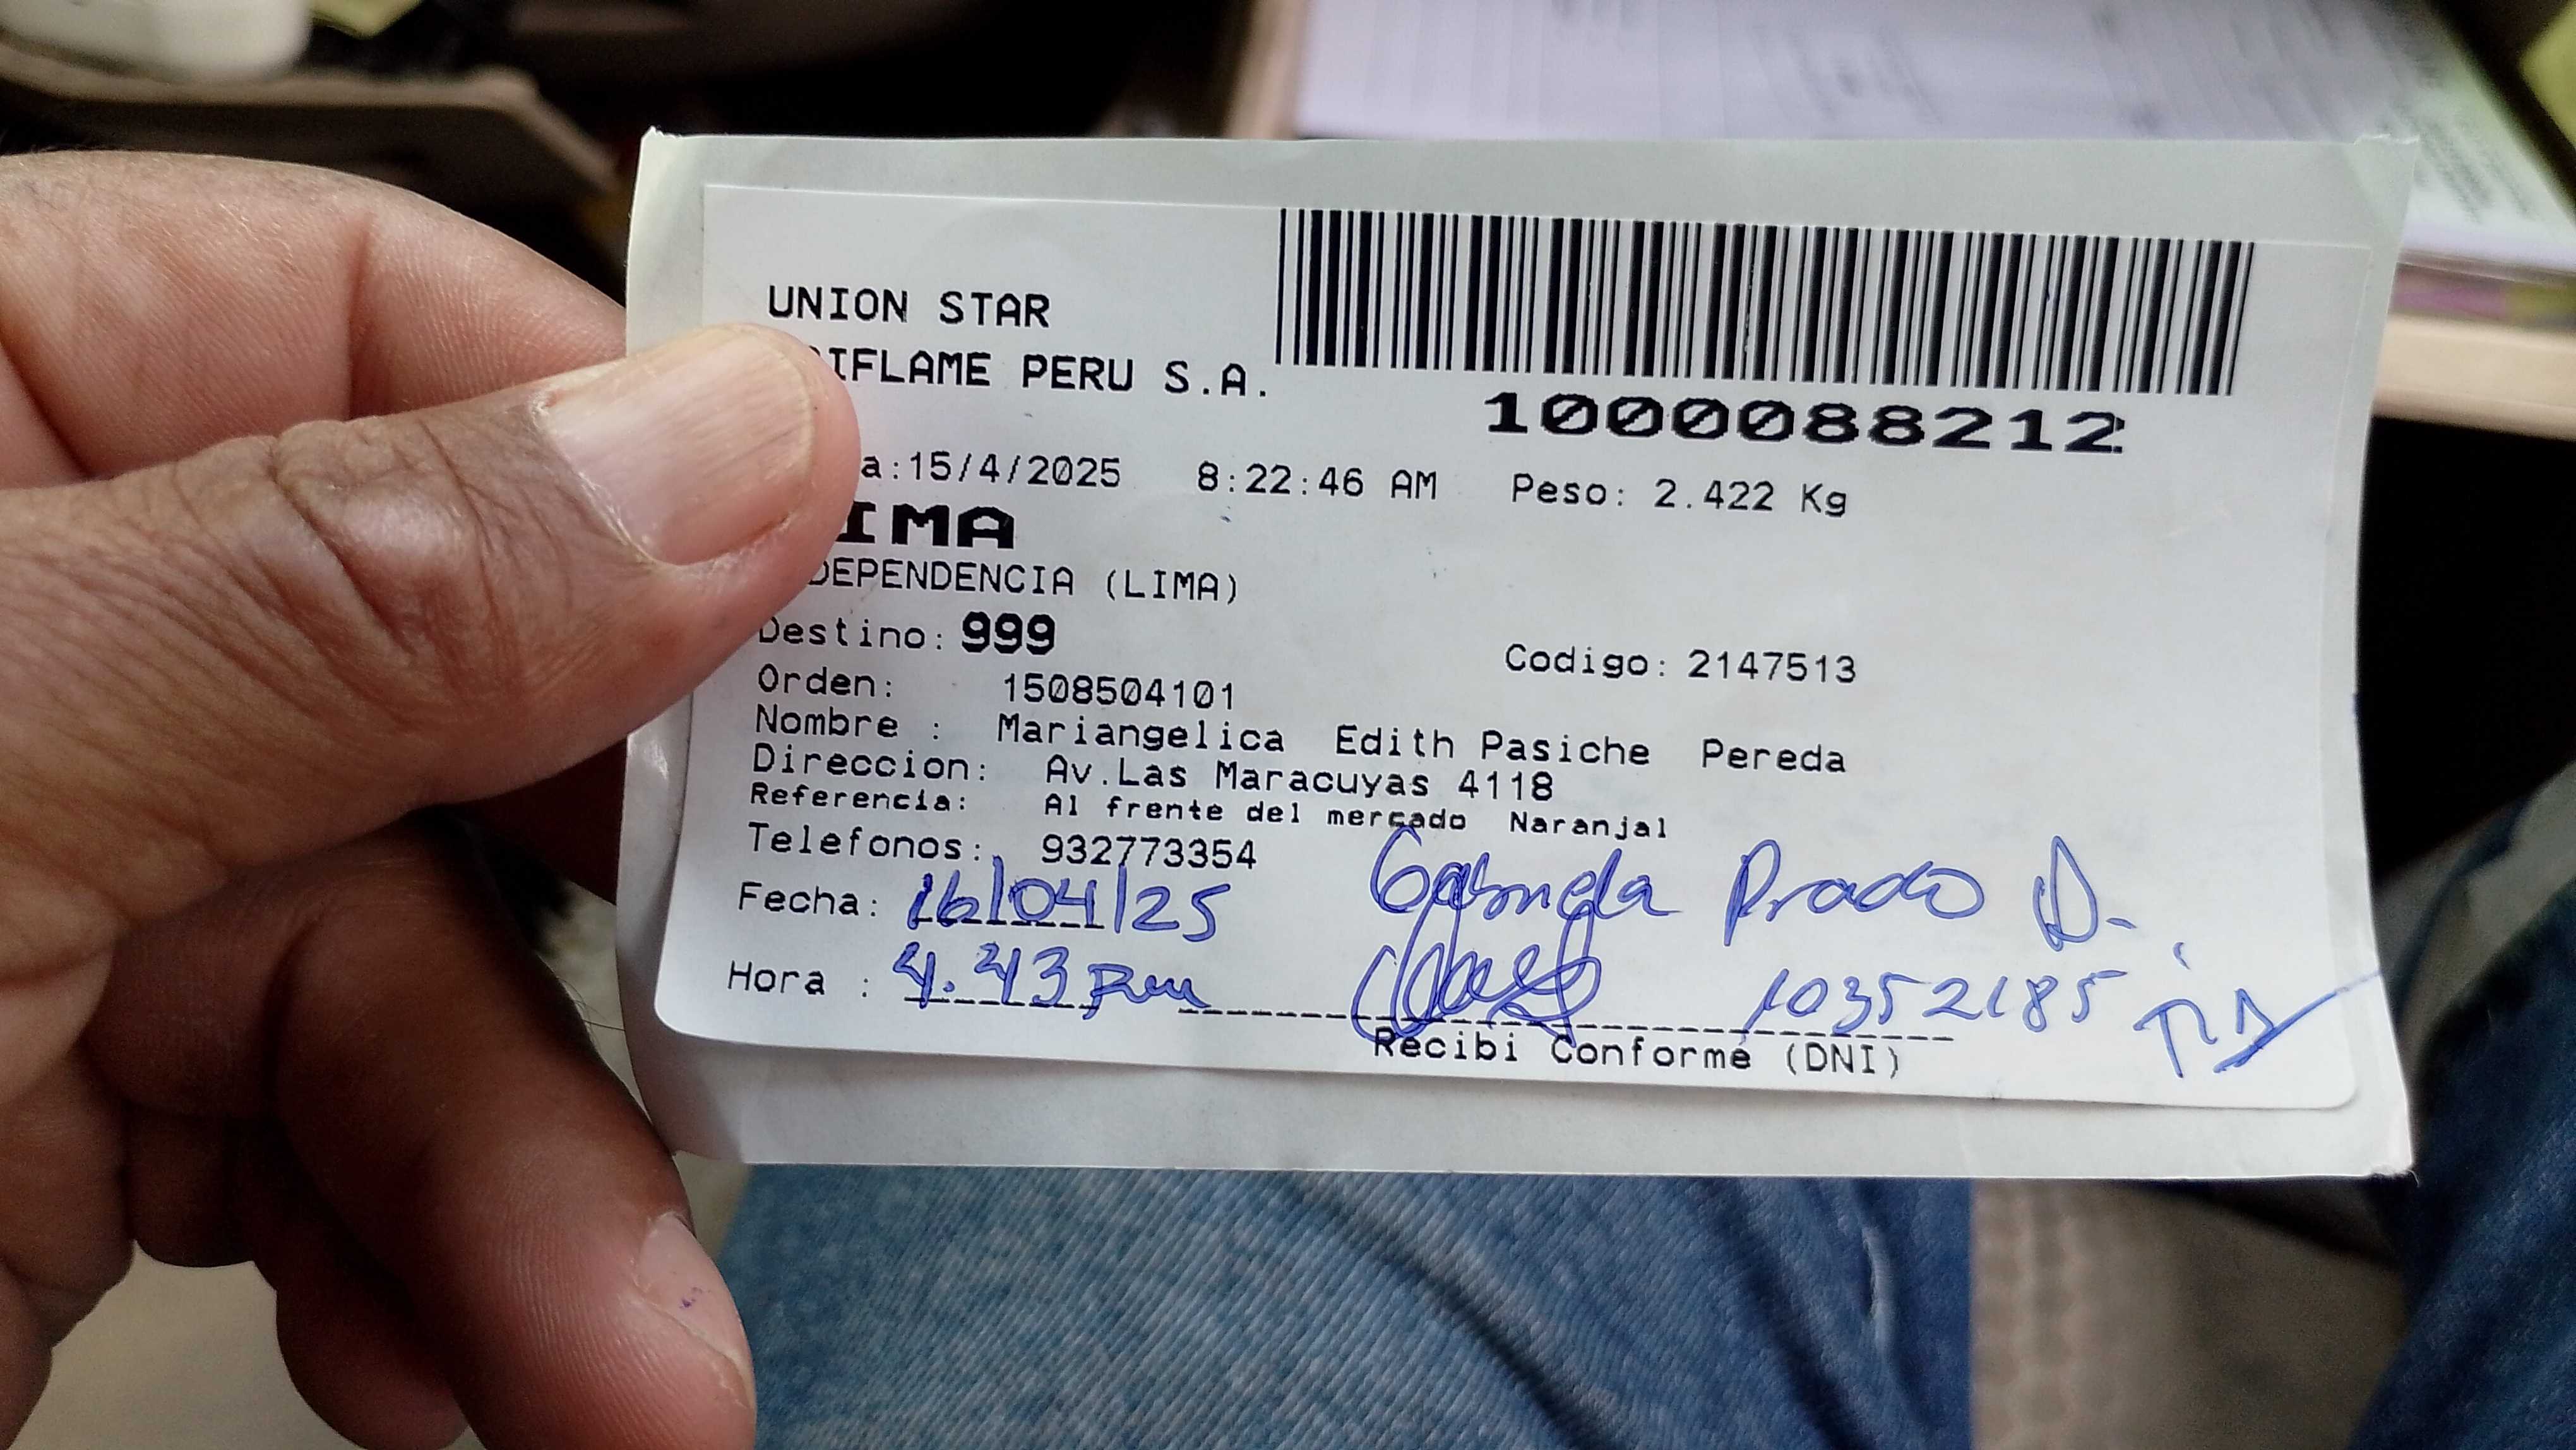 UNION STAR
IFLAME PERU S.A.
1000088212
a:15/4/2025 8:22:46 AM Peso: 2.422 Kg
IMA
DEPENDENCIA (LIMA)
Destino: 999
Codigo: 2147513
Orden: 1508504101
Nombre : Mariangelica Edith Pasiche Pereda
Direccion: Av.Las Maracuyas 4118
Referencia: Al frente del mercado Naranjal
Telefonos: 932773354
Gabriela Prado D.
Fecha: 16/04/25
Hora : 4.43 pm
10352185
Recibi Conforme (DNI)